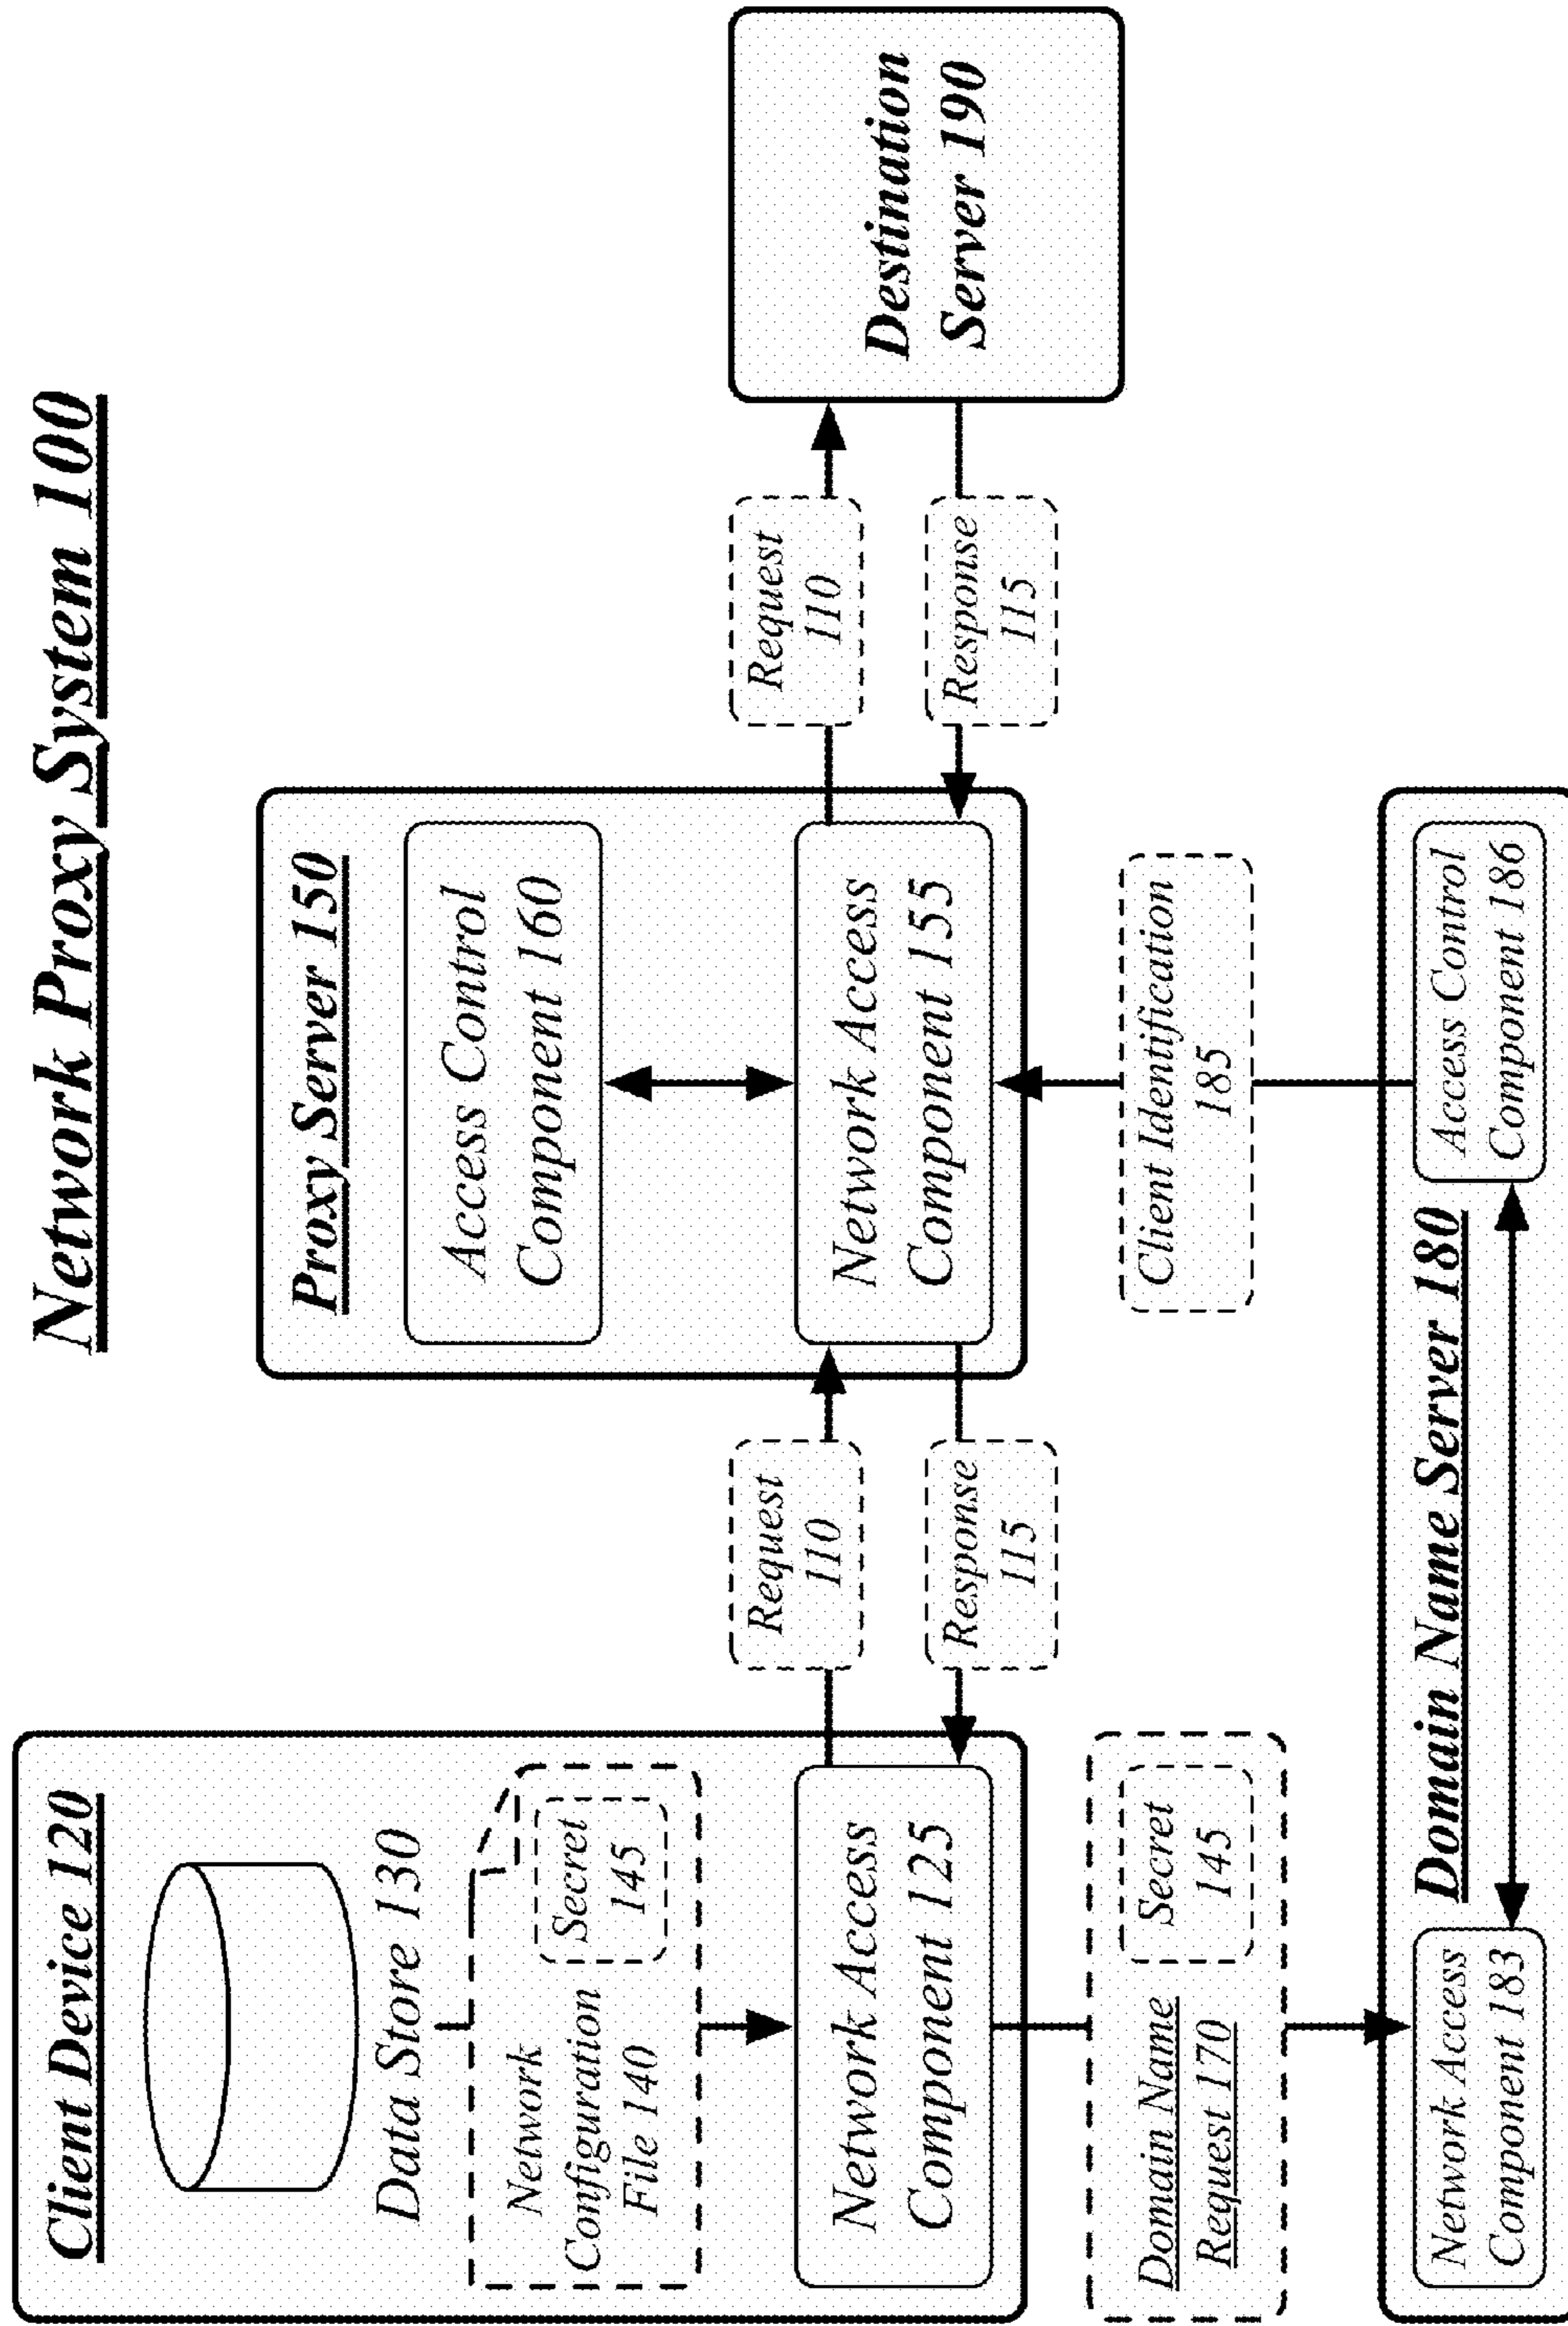 Network Proxy System 100
Client Device 120
Data Store 130
Network
Configuration
File 140
Secret
145
Network Access
Component 125
Request
110
Response
115
Proxy Server 150
Access Control
Component 160
Network Access
Component 155
Request
110
Response
115
Destination
Server 190
Domain Name
Request 170
Secret
145
Client Identification
185
Domain Name Server 180
Network Access
Component 183
Access Control
Component 186